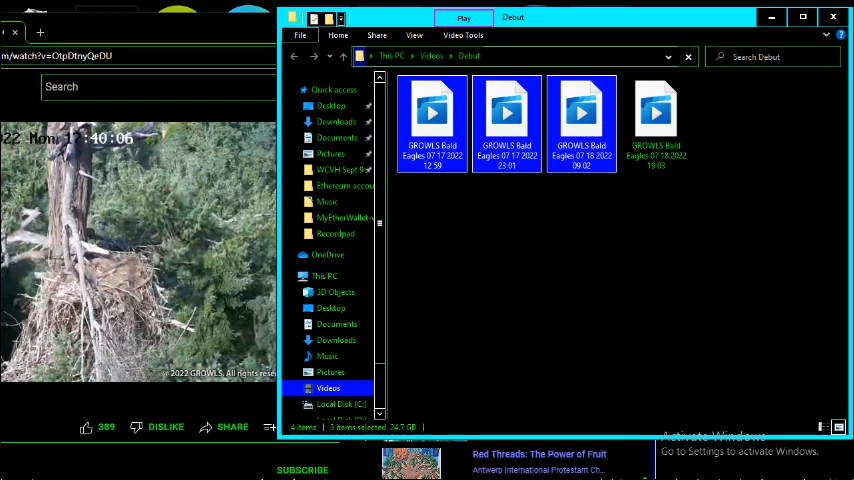 Play
Debut
File
Home
Share
View
Video Tools
m/watch?v=OtpDtnyQeDU
This PC
Videos
Debut
Search Debut
Search
Quick access
Desktop
Downloads
Documents
Pictures
WCVH Sept 9
Ethereum accou
Music
MyEtherWallet-v
Recordpad
OneDrive
This PC
3D Objects
Desktop
Documents
Downloads
Music
Pictures
Videos
Local Disk (C:)
GROWLS Bald
Eagles 07 17 2022
12 59
GROWLS Bald
Eagles 07 17 2022
23 01
GROWLS Bald
Eagles 07 18 2022
09 02
GROWLS Bald
Eagles 07 18 2022
19 03
022 Mon 17:40:06
© 2022 GROWLS. All rights rese
389
DISLIKE
SHARE
4 items
3 items selected 24.7 GB
SUBSCRIBE
Red Threads: The Power of Fruit
Antwerp International Protestant Ch...
Activate Windows
Go to Settings to activate Windows.